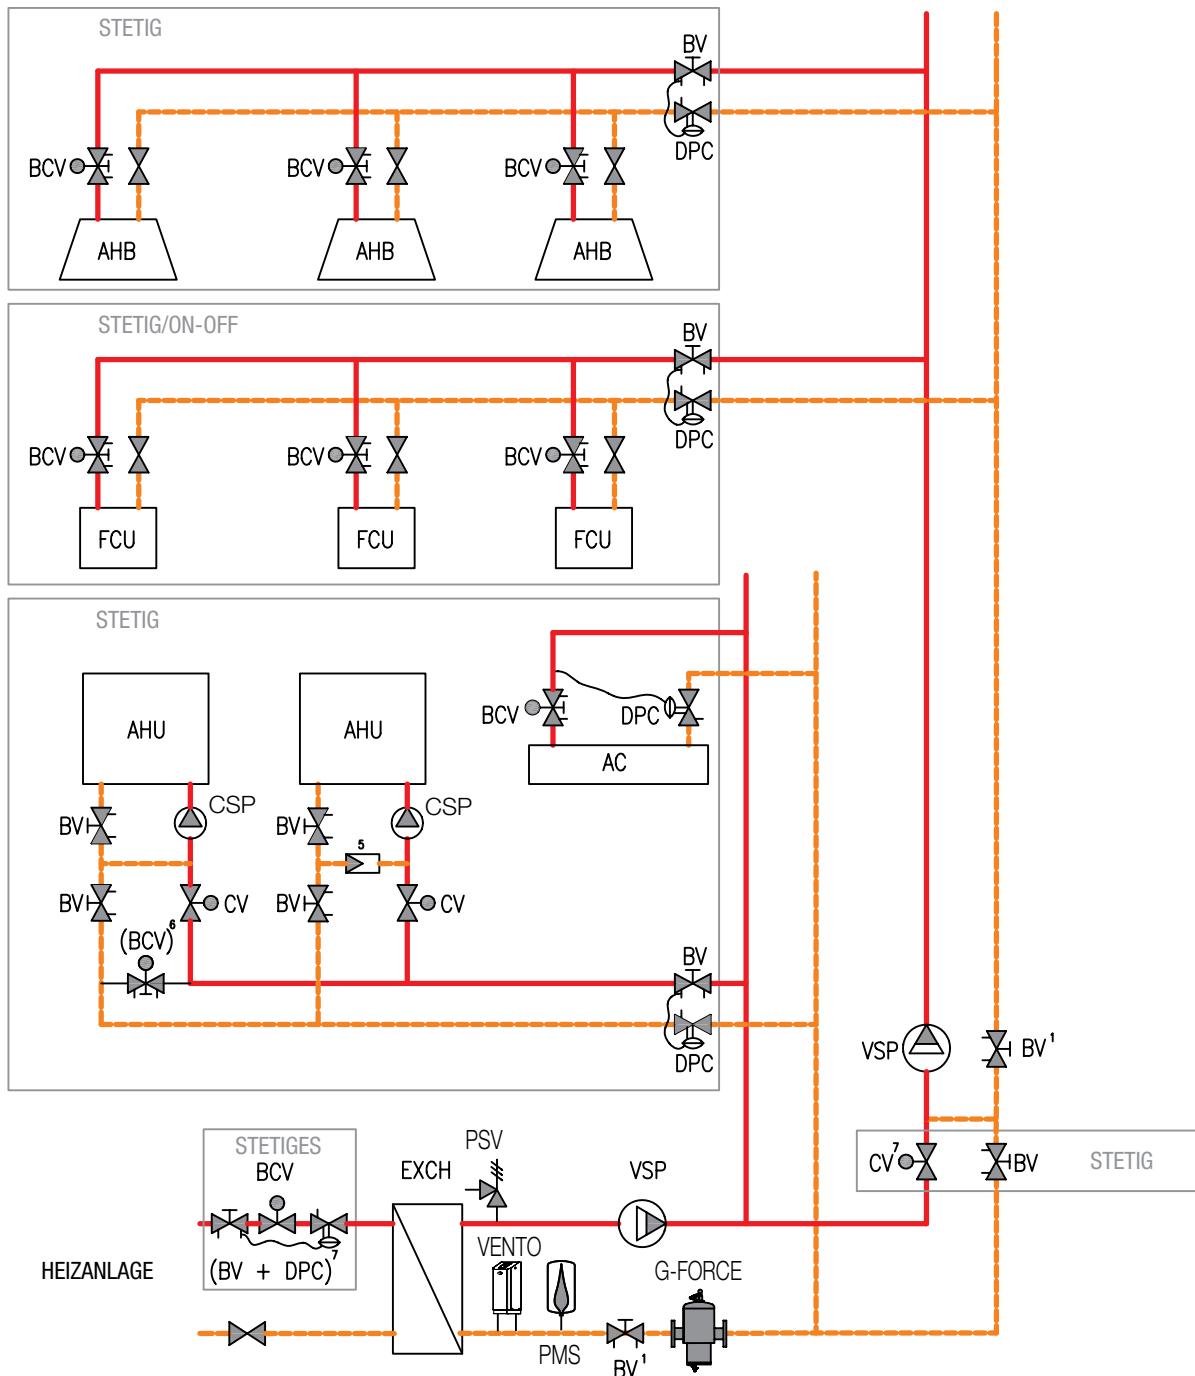 STETIG
BV
DPC
BCV
BCV
BCV
AHB
AHB
AHB
STETIG/ON-OFF
BV
DPC
BCV
BCV
BCV
FCU
FCU
FCU
STETIG
AHU
AHU
BCV
DPC
AC
CSP
CSP
BV
BV
5
BV
CV
BV
CV
(BCV)⁶
BV
DPC
VSP
BV¹
STETIGES
BCV
PSV
EXCH
VSP
CV⁷
BV
STETIG
HEIZANLAGE
(BV + DPC)⁷
VENTO
G-FORCE
PMS
BV¹